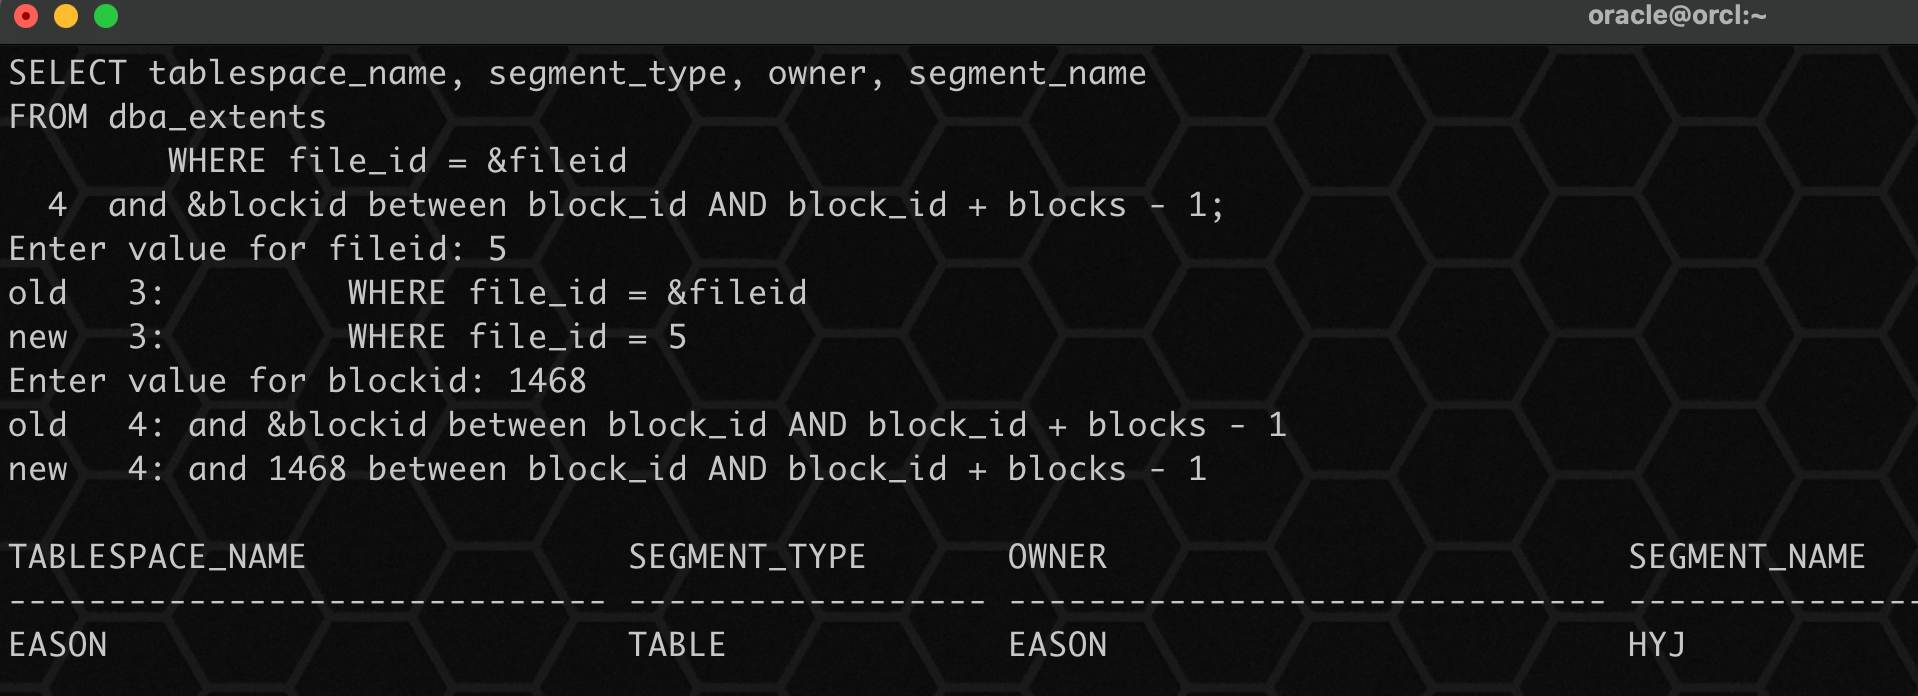 oracle@orcl:~
SELECT tablespace_name, segment_type, owner, segment_name
FROM dba_extents
        WHERE file_id = &fileid
  4  and &blockid between block_id AND block_id + blocks - 1;
Enter value for fileid: 5
old   3:         WHERE file_id = &fileid
new   3:         WHERE file_id = 5
Enter value for blockid: 1468
old   4: and &blockid between block_id AND block_id + blocks - 1
new   4: and 1468 between block_id AND block_id + blocks - 1
TABLESPACE_NAME                SEGMENT_TYPE       OWNER                          SEGMENT_NAME
------------------------------ ------------------ ------------------------------ ---------------
EASON                          TABLE              EASON                          HYJ